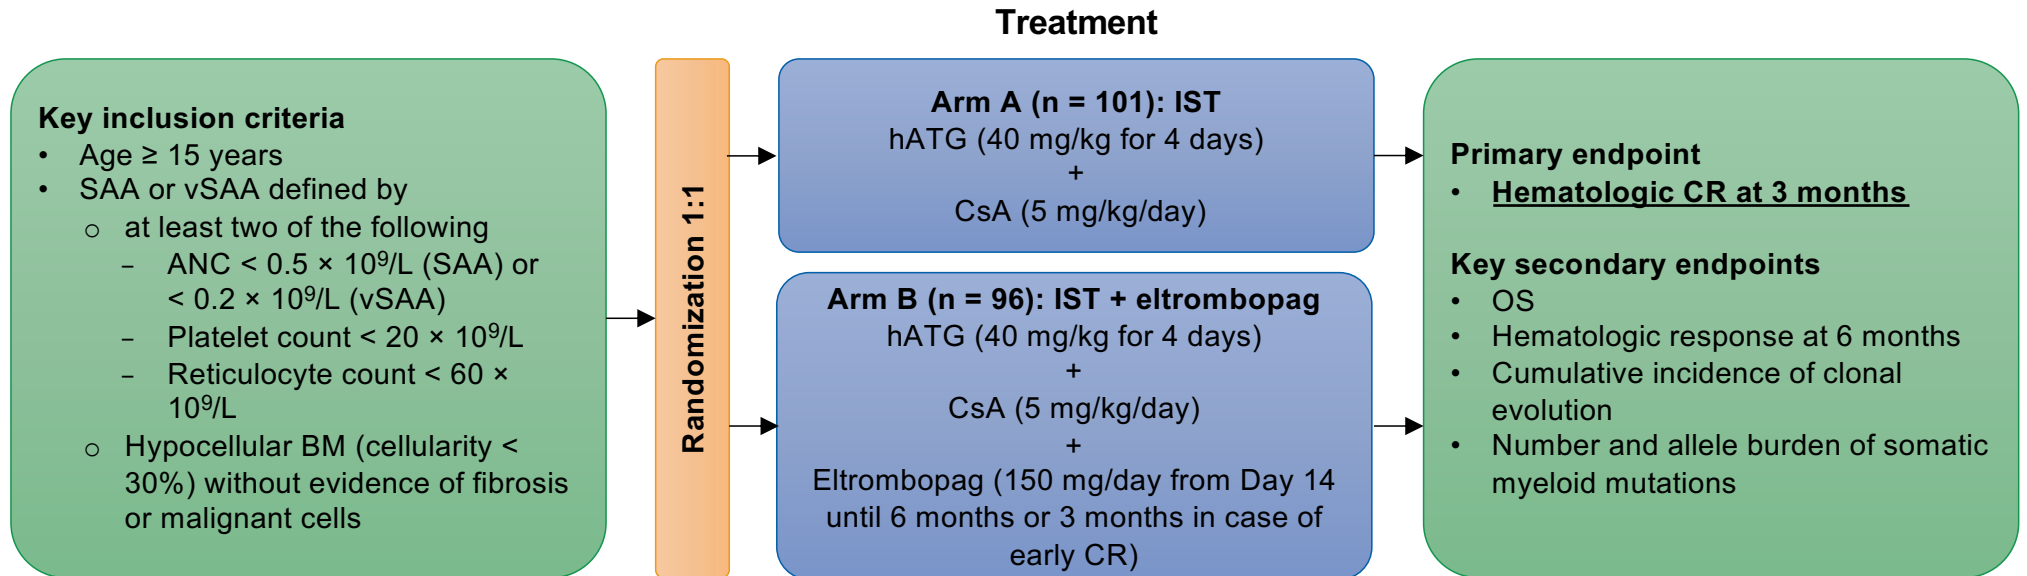 Treatment
Key inclusion criteria
• Age ≥ 15 years
• SAA or vSAA defined by
o at least two of the following
– ANC < 0.5 × 10⁹/L (SAA) or
< 0.2 × 10⁹/L (vSAA)
– Platelet count < 20 × 10⁹/L
– Reticulocyte count < 60 ×
10⁹/L
o Hypocellular BM (cellularity <
30%) without evidence of fibrosis
or malignant cells
Randomization 1:1
Arm A (n = 101): IST
hATG (40 mg/kg for 4 days)
+
CsA (5 mg/kg/day)
Arm B (n = 96): IST + eltrombopag
hATG (40 mg/kg for 4 days)
+
CsA (5 mg/kg/day)
+
Eltrombopag (150 mg/day from Day 14
until 6 months or 3 months in case of
early CR)
Primary endpoint
• Hematologic CR at 3 months
Key secondary endpoints
• OS
• Hematologic response at 6 months
• Cumulative incidence of clonal
evolution
• Number and allele burden of somatic
myeloid mutations